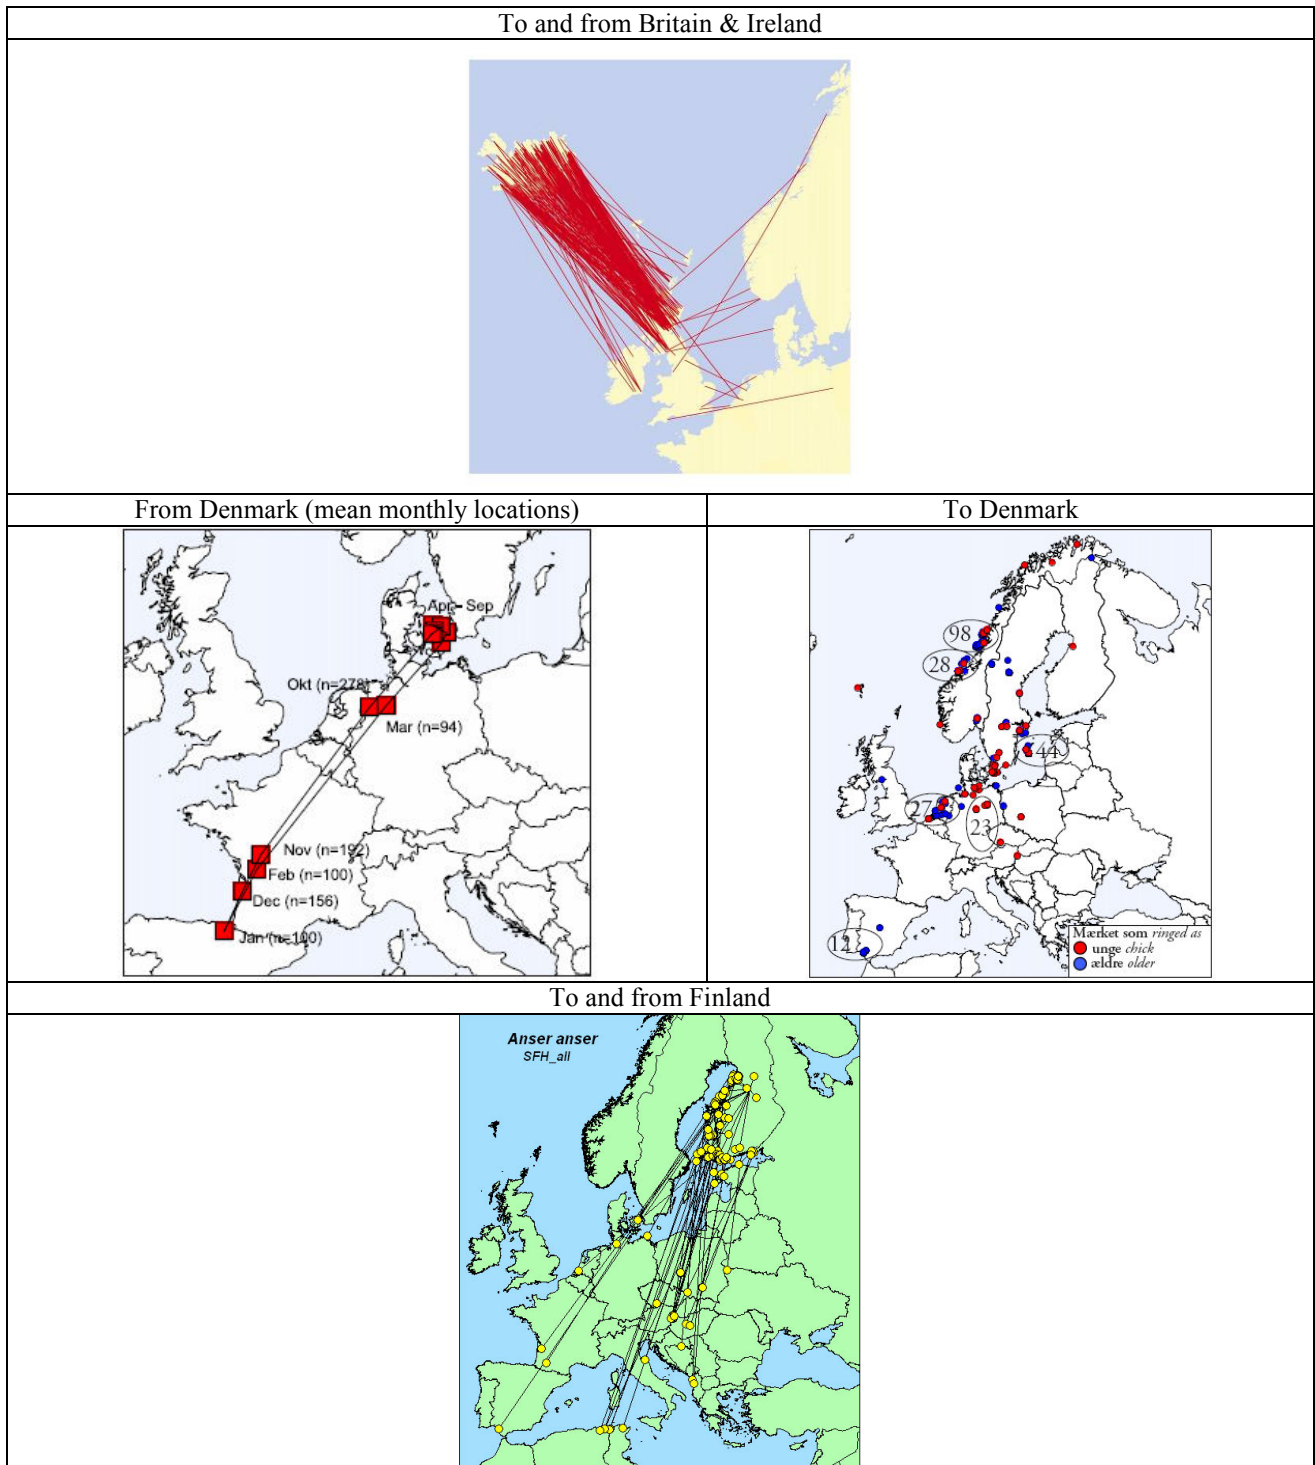 To and from Britain & Ireland
From Denmark (mean monthly locations)
To Denmark
Apr - Sep
Okt (n=278)
Mar (n=94)
Nov (n=192)
Feb (n=100)
Dec (n=156)
Jan (n=100)
98
28
44
27
23
12
Mærket som ringed as
unge chick
ældre older
To and from Finland
Anser anser
SFH_all